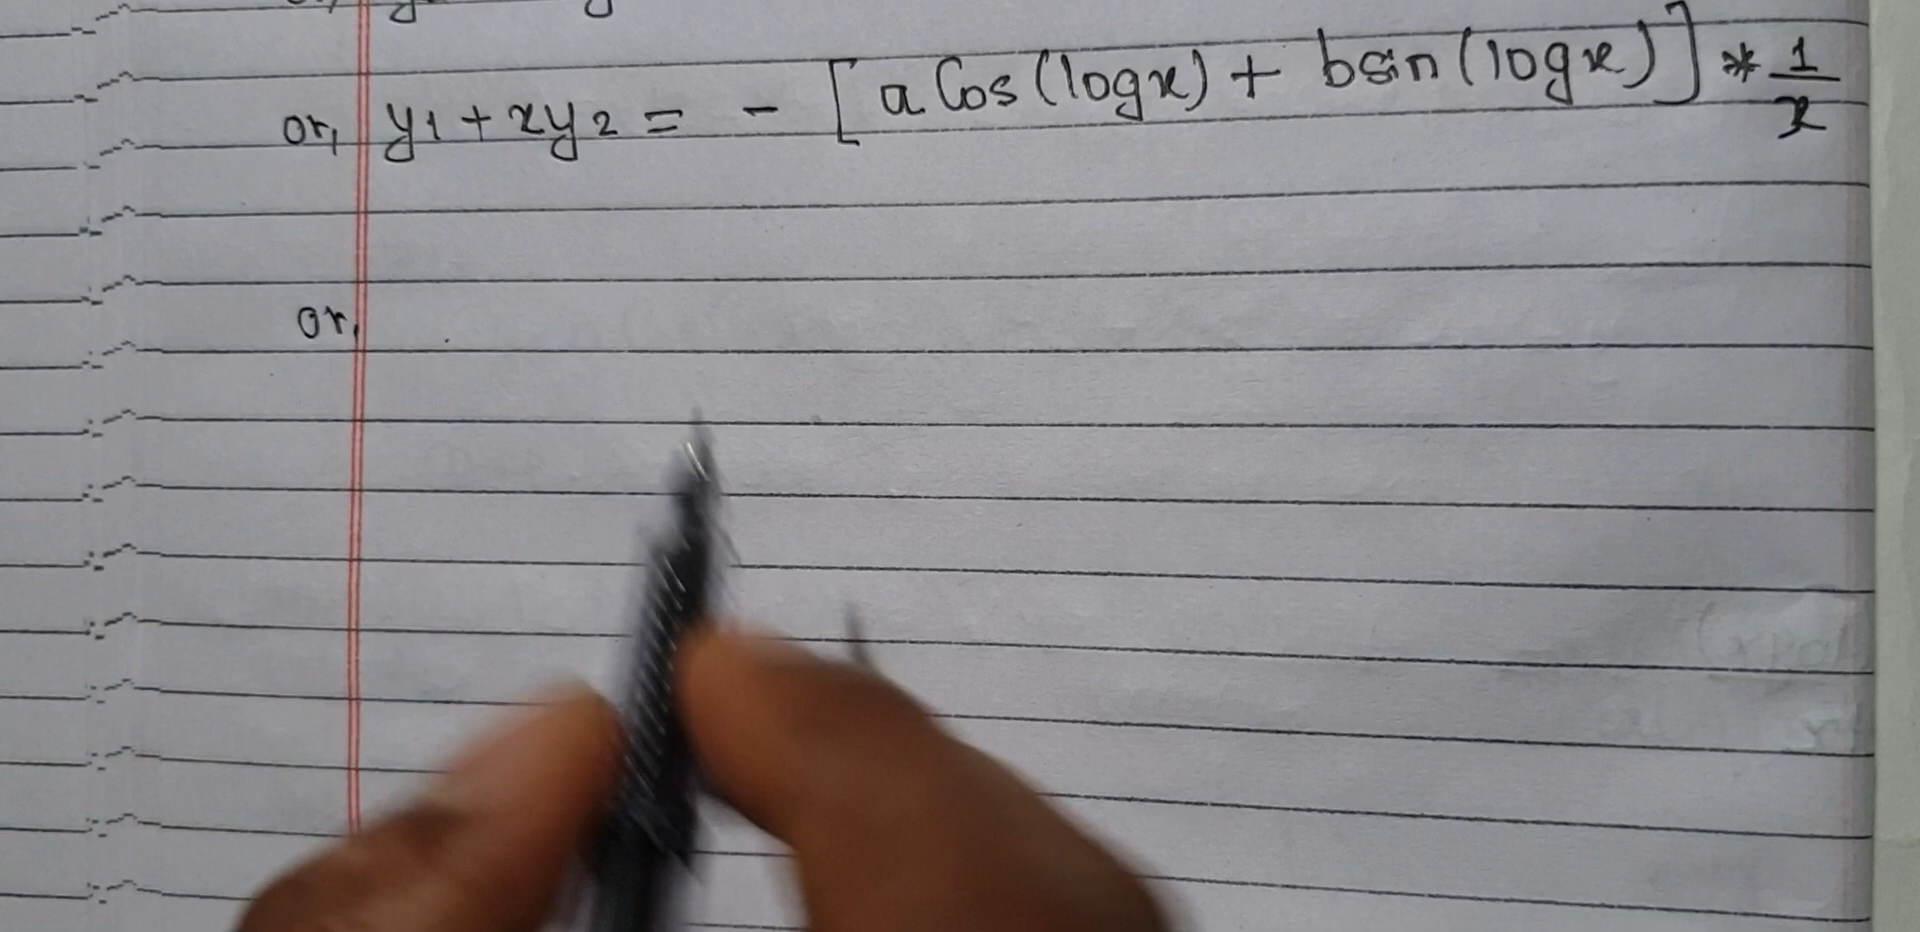 or, y1 + xy2 = - [a Cos(logx) + bsin(logx)] * 1/x
or,